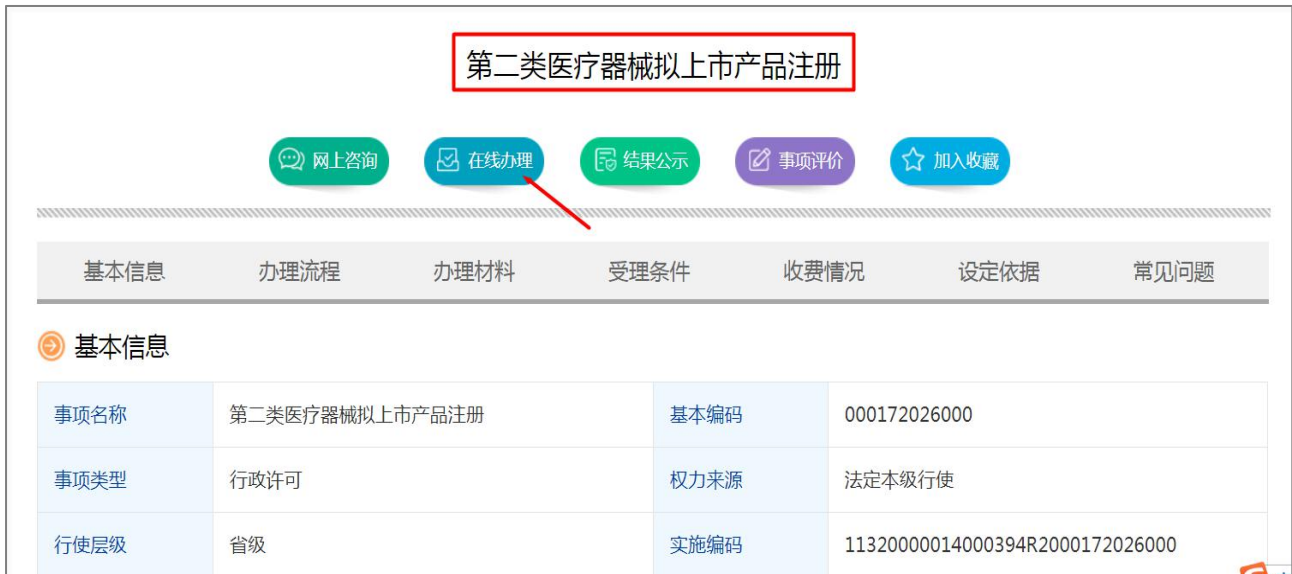 第二类医疗器械拟上市产品注册
网上咨询 在线办理 结果公示 事项评价 加入收藏
基本信息 办理流程 办理材料 受理条件 收费情况 设定依据 常见问题
基本信息
事项名称 第二类医疗器械拟上市产品注册 基本编码 000172026000
事项类型 行政许可 权力来源 法定本级行使
行使层级 省级 实施编码 11320000014000394R2000172026000